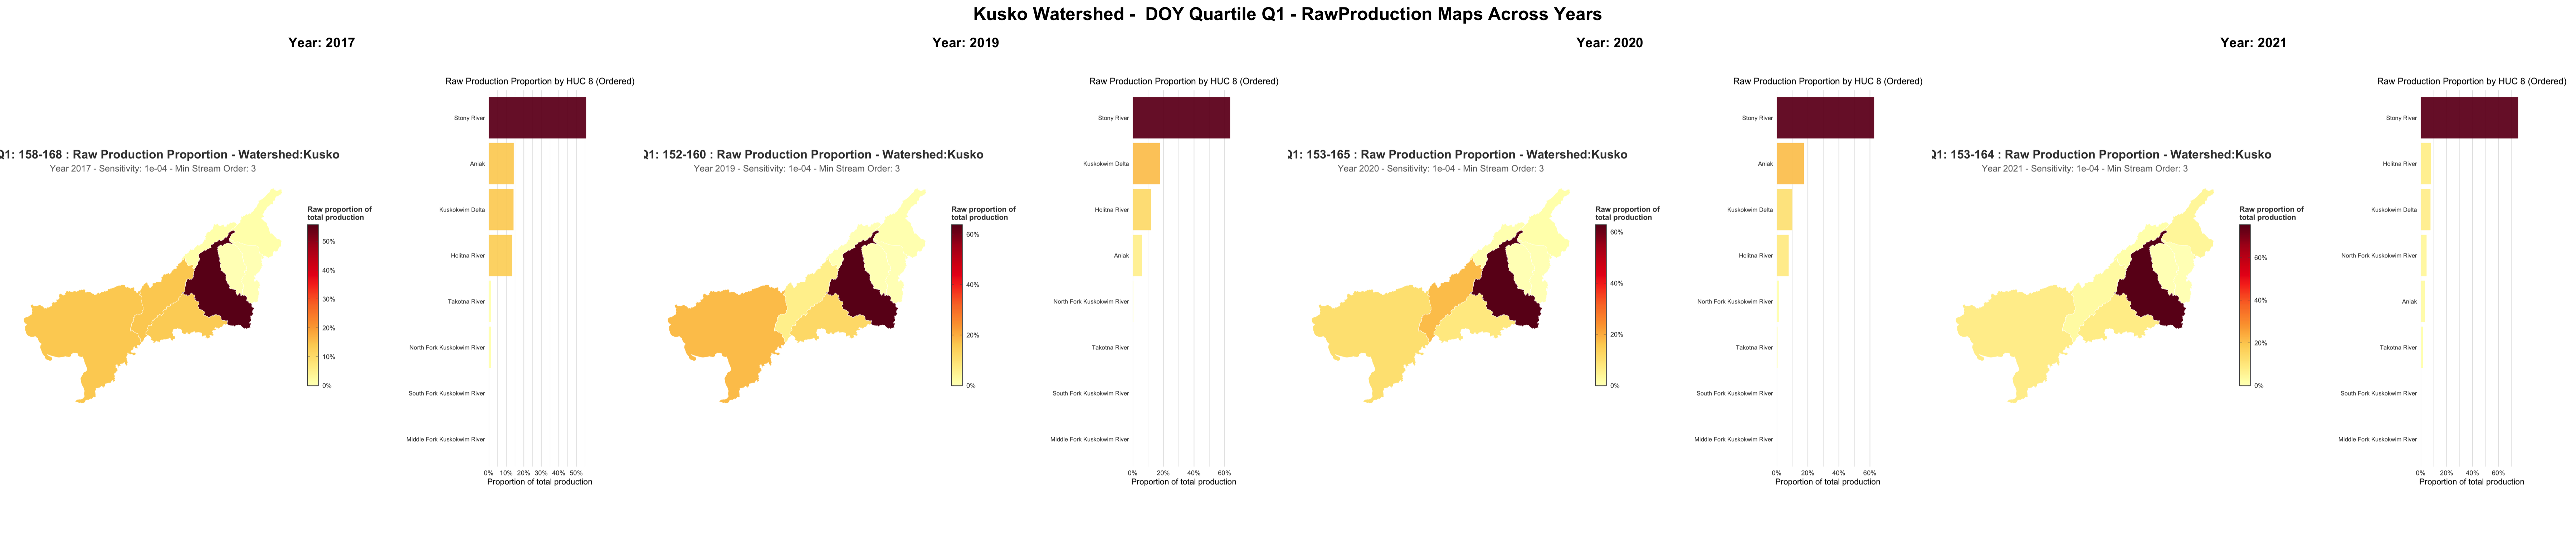 Kusko Watershed -  DOY Quartile Q1 - RawProduction Maps Across Years
Year: 2017
Q1: 158-168 : Raw Production Proportion - Watershed:Kusko
Year 2017 - Sensitivity: 1e-04 - Min Stream Order: 3
Raw proportion of
total production
50%
40%
30%
20%
10%
0%
Raw Production Proportion by HUC 8 (Ordered)
Stony River
Aniak
Kuskokwim Delta
Holitna River
Takotna River
North Fork Kuskokwim River
South Fork Kuskokwim River
Middle Fork Kuskokwim River
0% 10% 20% 30% 40% 50%
Proportion of total production
Year: 2019
Q1: 152-160 : Raw Production Proportion - Watershed:Kusko
Year 2019 - Sensitivity: 1e-04 - Min Stream Order: 3
Raw proportion of
total production
60%
40%
20%
0%
Raw Production Proportion by HUC 8 (Ordered)
Stony River
Kuskokwim Delta
Holitna River
Aniak
North Fork Kuskokwim River
Takotna River
South Fork Kuskokwim River
Middle Fork Kuskokwim River
0% 20% 40% 60%
Proportion of total production
Year: 2020
Q1: 153-165 : Raw Production Proportion - Watershed:Kusko
Year 2020 - Sensitivity: 1e-04 - Min Stream Order: 3
Raw proportion of
total production
60%
40%
20%
0%
Raw Production Proportion by HUC 8 (Ordered)
Stony River
Aniak
Kuskokwim Delta
Holitna River
North Fork Kuskokwim River
Takotna River
South Fork Kuskokwim River
Middle Fork Kuskokwim River
0% 20% 40% 60%
Proportion of total production
Year: 2021
Q1: 153-164 : Raw Production Proportion - Watershed:Kusko
Year 2021 - Sensitivity: 1e-04 - Min Stream Order: 3
Raw proportion of
total production
60%
40%
20%
0%
Raw Production Proportion by HUC 8 (Ordered)
Stony River
Holitna River
Kuskokwim Delta
North Fork Kuskokwim River
Aniak
Takotna River
South Fork Kuskokwim River
Middle Fork Kuskokwim River
0% 20% 40% 60%
Proportion of total production